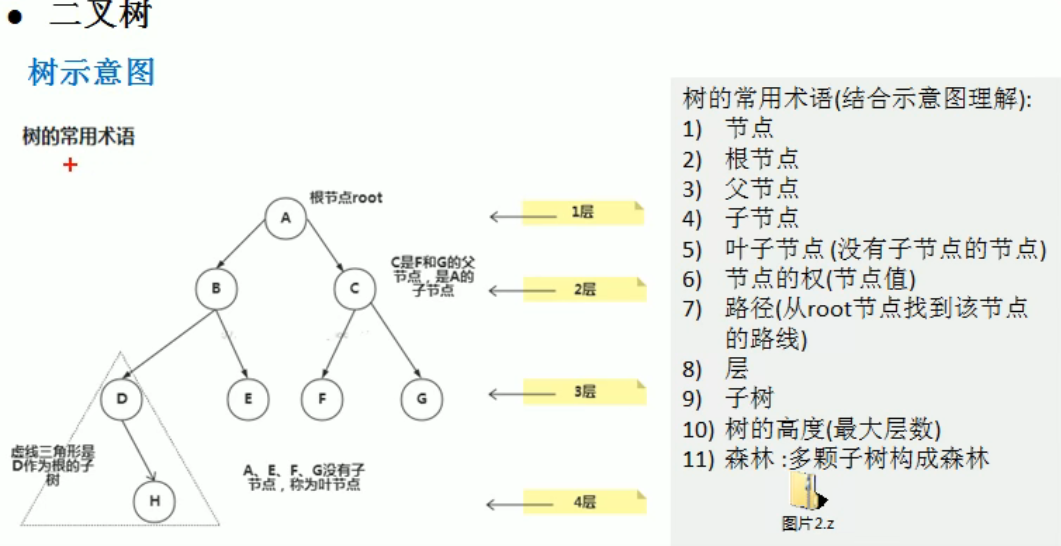 ● 二叉树
树示意图
树的常用术语
根节点root
A
1层
C是F和G的父
节点，是A的
子节点
B
C
2层
D
E
F
G
3层
虚线三角形是
D作为根的子
树
A、E、F、G没有子
节点，称为叶节点
H
4层
树的常用术语(结合示意图理解):
1) 节点
2) 根节点
3) 父节点
4) 子节点
5) 叶子节点 (没有子节点的节点)
6) 节点的权(节点值)
7) 路径(从root节点找到该节点
的路线)
8) 层
9) 子树
10) 树的高度(最大层数)
11) 森林 :多颗子树构成森林
图片2.z